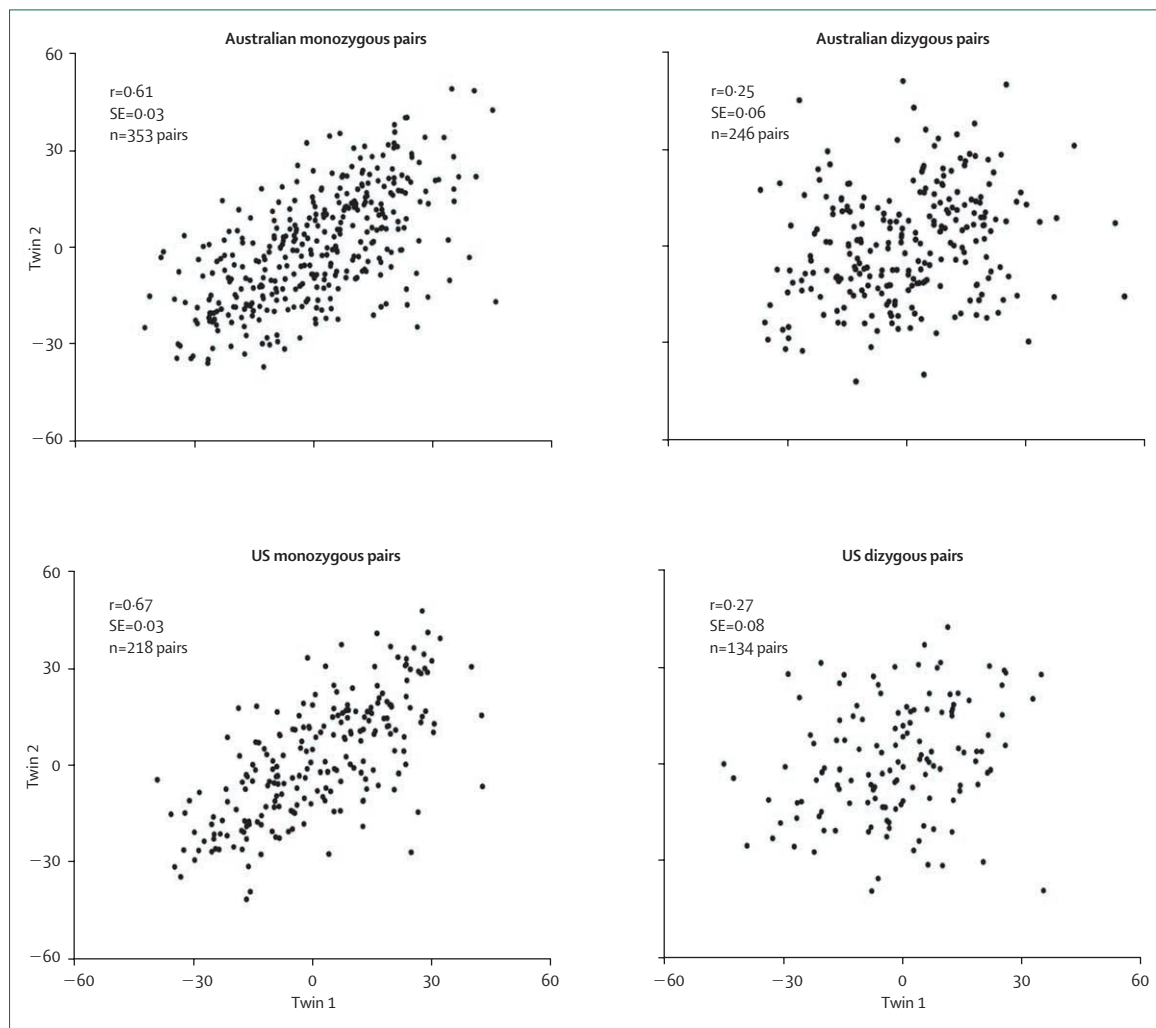 Australian monozygous pairs
60
30
0
−30
−60
Twin 2
r=0·61
SE=0·03
n=353 pairs
Australian dizygous pairs
r=0·25
SE=0·06
n=246 pairs
US monozygous pairs
60
30
0
−30
−60
Twin 2
r=0·67
SE=0·03
n=218 pairs
−60 −30 0 30 60
Twin 1
US dizygous pairs
r=0·27
SE=0·08
n=134 pairs
−60 −30 0 30 60
Twin 1